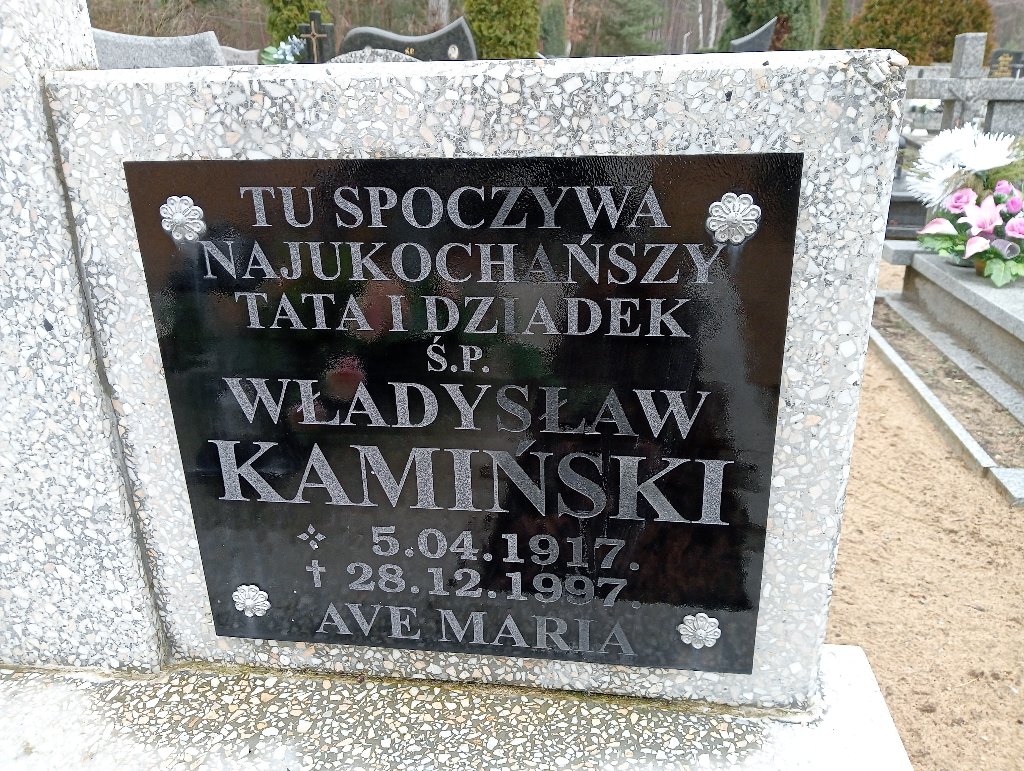 TU SPOCZYWA
NAJUKOCHAŃSZY
TATA I DZIADEK
Ś.P.
WŁADYSŁAW
KAMIŃSKI
5.04.1917.
28.12.1997.
AVE MARIA